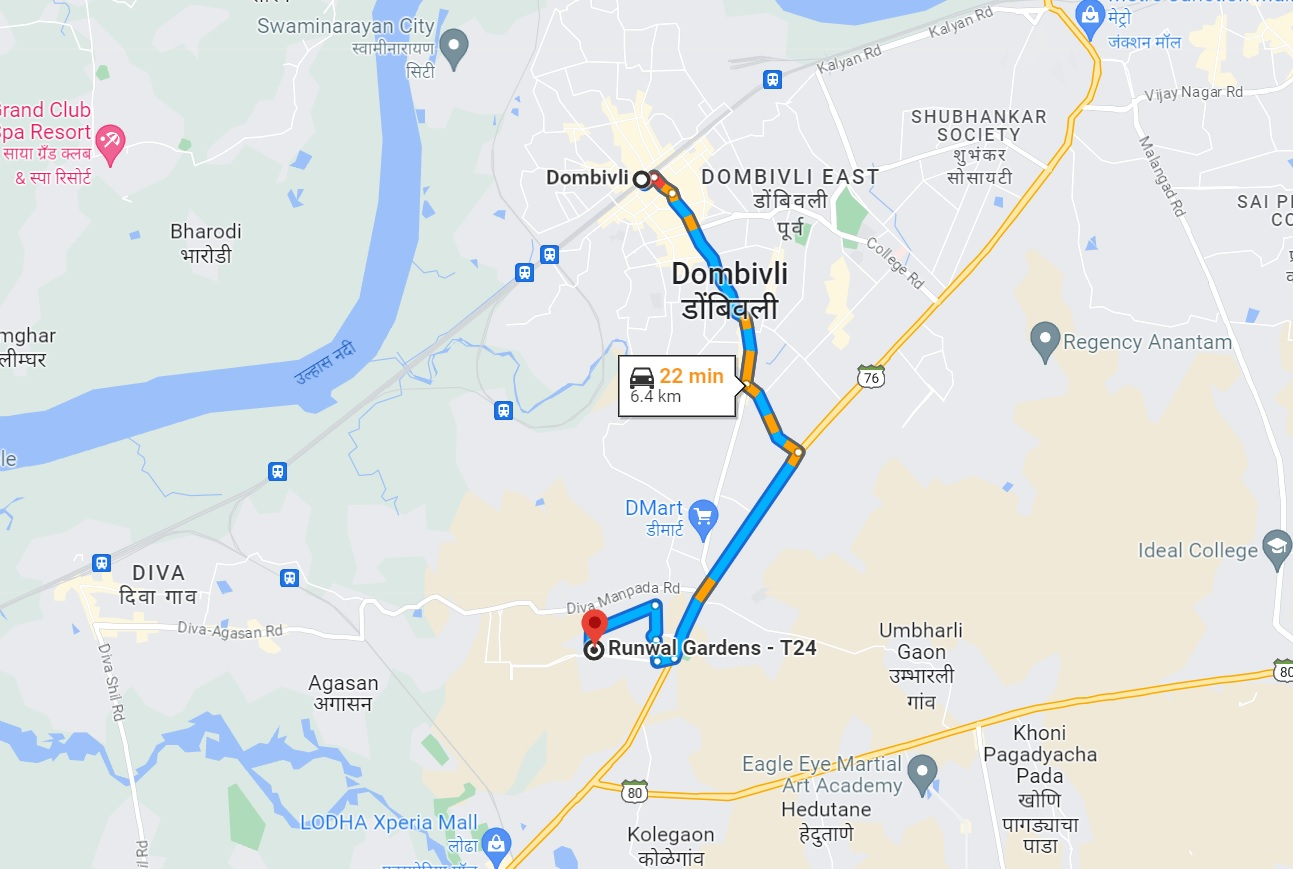 Swaminarayan City
स्वामीनारायण
सिटी
मेट्रो
जंक्शन मॉल
Kalyan Rd
Kalyan Rd
Vijay Nagar Rd
Grand Club
Spa Resort
साया ग्रँड क्लब
& स्पा रिसोर्ट
SHUBHANKAR
SOCIETY
शुभंकर
सोसायटी
Malangad Rd
Dombivli
DOMBIVLI EAST
डोंबिवली
पूर्व
SAI
Bharodi
भारोडी
College Rd
Dombivli
डोंबिवली
उल्हास नदी
Regency Anantam
22 min
6.4 km
76
DMart
डीमार्ट
Ideal College
DIVA
दिवा गाव
Diva Manpada Rd
Diva-Agasan Rd
Runwal Gardens - T24
Umbharli
Gaon
उम्भारली
गांव
Diva Shil Rd
Agasan
अगासन
80
Khoni
Pagadyacha
Pada
खोणि
पागड्याचा
पाडा
Eagle Eye Martial
Art Academy
Hedutane
हेदुताणे
80
LODHA Xperia Mall
लोढा
Kolegaon
कोळेगांव